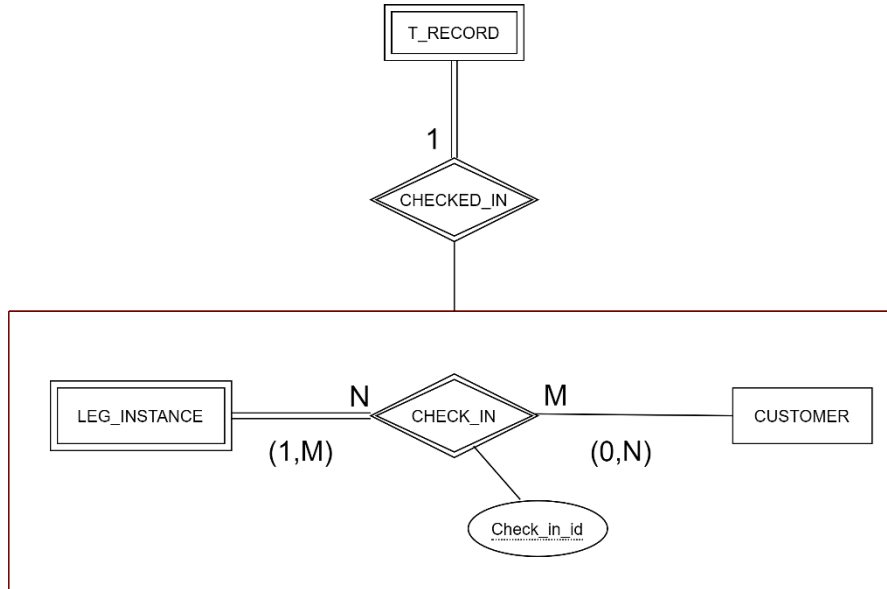 T_RECORD
1
CHECKED_IN
N
M
LEG_INSTANCE
CHECK_IN
CUSTOMER
(1,M)
(0,N)
Check_in_id